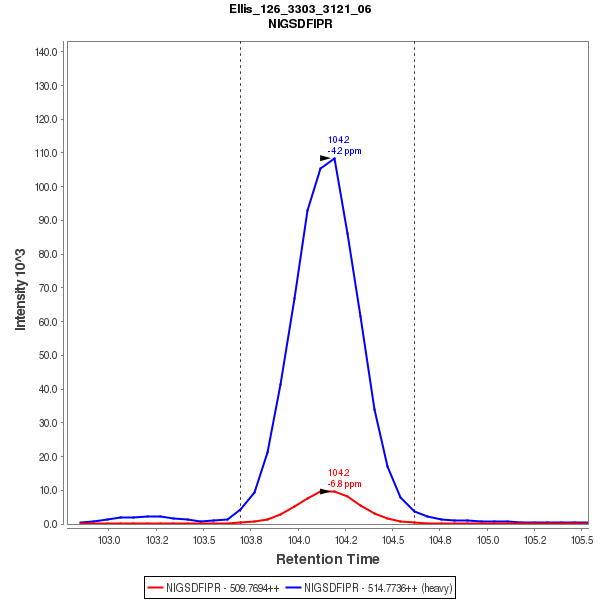 Ellis_126_3303_3121_06
NIGSDFIPR
140.0
130.0
120.0
110.0
100.0
90.0
80.0
70.0
60.0
50.0
40.0
30.0
20.0
10.0
0.0
Intensity 10^3
104.2
-4.2 ppm
104.2
-6.8 ppm
103.0 103.2 103.5 103.8 104.0 104.2 104.5 104.8 105.0 105.2 105.5
Retention Time
NIGSDFIPR - 509.7694++ NIGSDFIPR - 514.7736++ (heavy)